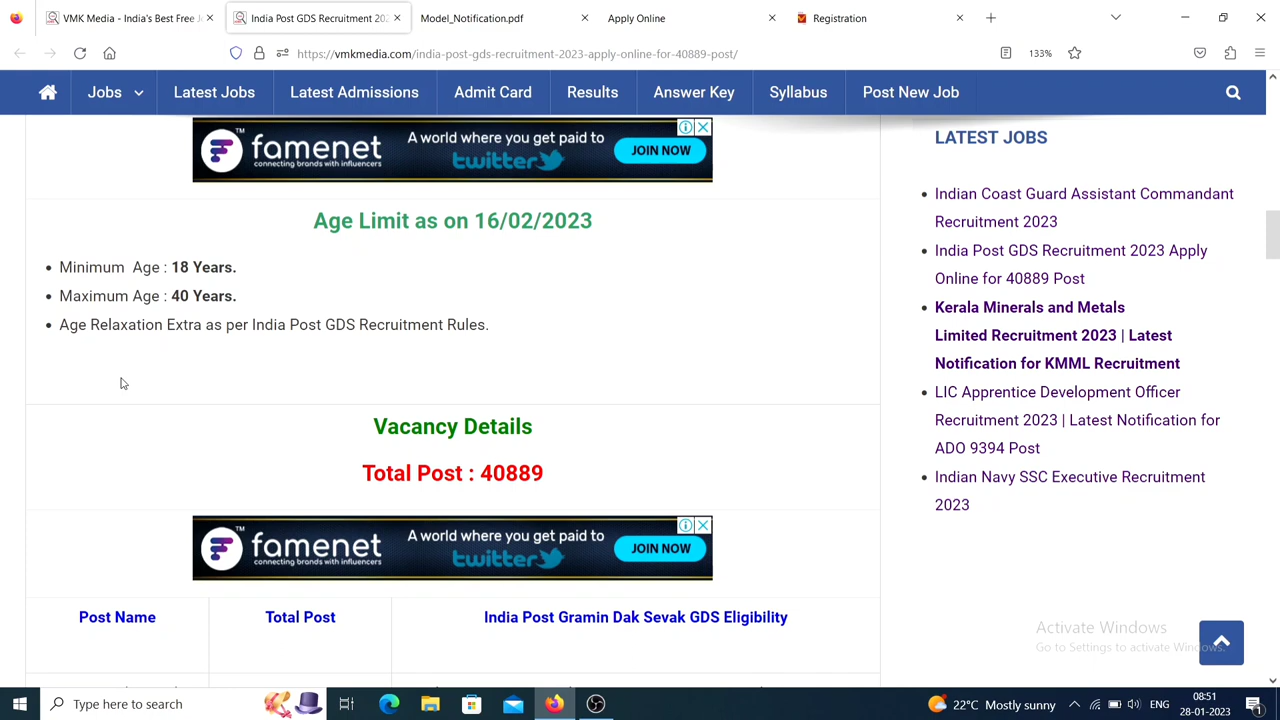 VMK Media - India's Best Free J
India Post GDS Recruitment 202
Model_Notification.pdf
Apply Online
Registration
https://vmkmedia.com/india-post-gds-recruitment-2023-apply-online-for-40889-post/
133%
Jobs
Latest Jobs
Latest Admissions
Admit Card
Results
Answer Key
Syllabus
Post New Job
famenet
TM
connecting brands with influencers
A world where you get paid to
twitter
JOIN NOW
Age Limit as on 16/02/2023
Minimum Age : 18 Years.
Maximum Age : 40 Years.
Age Relaxation Extra as per India Post GDS Recruitment Rules.
Vacancy Details
Total Post : 40889
famenet
TM
connecting brands with influencers
A world where you get paid to
twitter
JOIN NOW
Post Name
Total Post
India Post Gramin Dak Sevak GDS Eligibility
LATEST JOBS
Indian Coast Guard Assistant Commandant
Recruitment 2023
India Post GDS Recruitment 2023 Apply
Online for 40889 Post
Kerala Minerals and Metals
Limited Recruitment 2023 | Latest
Notification for KMML Recruitment
LIC Apprentice Development Officer
Recruitment 2023 | Latest Notification for
ADO 9394 Post
Indian Navy SSC Executive Recruitment
2023
Activate Windows
Go to Settings to activate Windows.
Type here to search
22°C Mostly sunny
ENG
08:51
28-01-2023
1